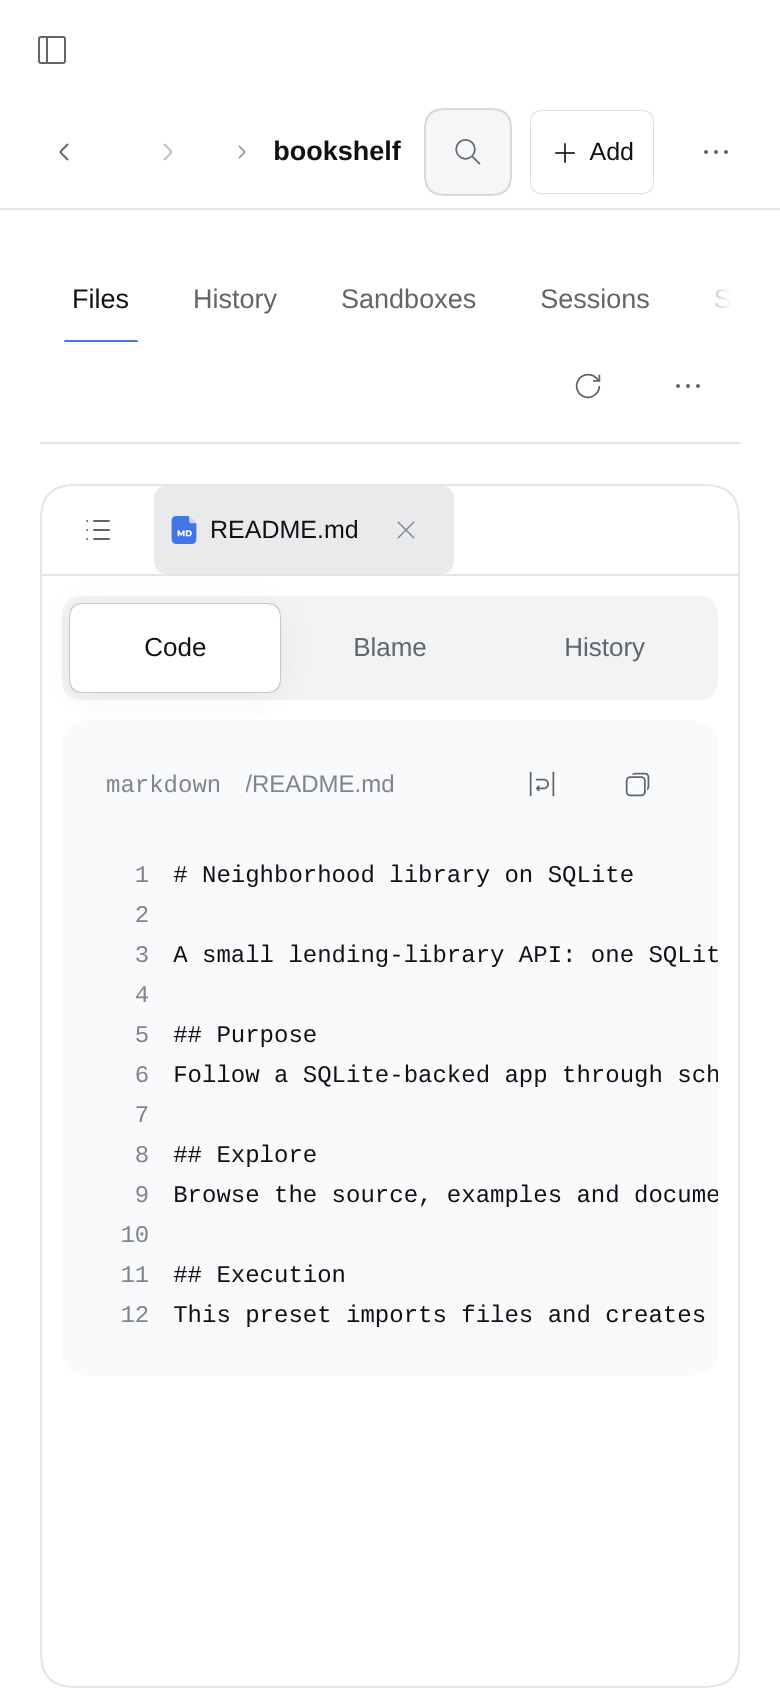 bookshelf
Add
Files History Sandboxes Sessions S
MD README.md
Code Blame History
markdown /README.md
1 # Neighborhood library on SQLite
2
3 A small lending-library API: one SQLit
4
5 ## Purpose
6 Follow a SQLite-backed app through sch
7
8 ## Explore
9 Browse the source, examples and docume
10
11 ## Execution
12 This preset imports files and creates